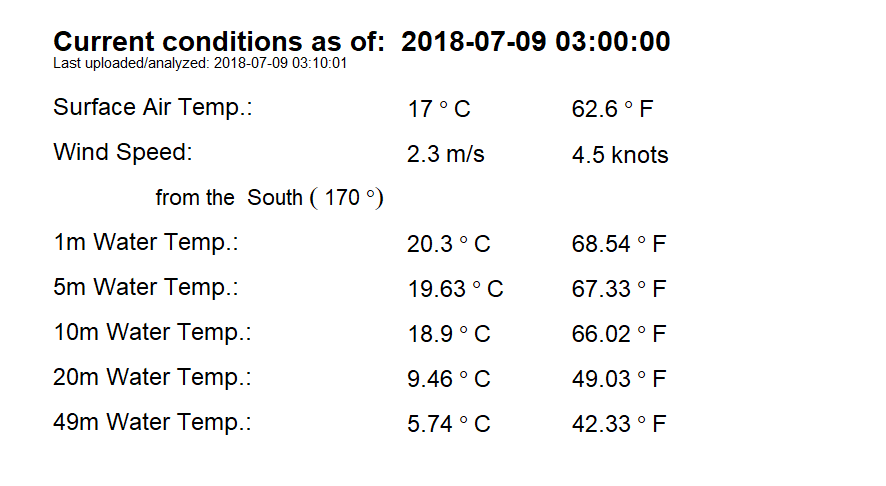 Current conditions as of: 2018-07-09 03:00:00
Last uploaded/analyzed: 2018-07-09 03:10:01
Surface Air Temp.: 17 ° C 62.6 ° F
Wind Speed: 2.3 m/s 4.5 knots
from the South ( 170 °)
1m Water Temp.: 20.3 ° C 68.54 ° F
5m Water Temp.: 19.63 ° C 67.33 ° F
10m Water Temp.: 18.9 ° C 66.02 ° F
20m Water Temp.: 9.46 ° C 49.03 ° F
49m Water Temp.: 5.74 ° C 42.33 ° F